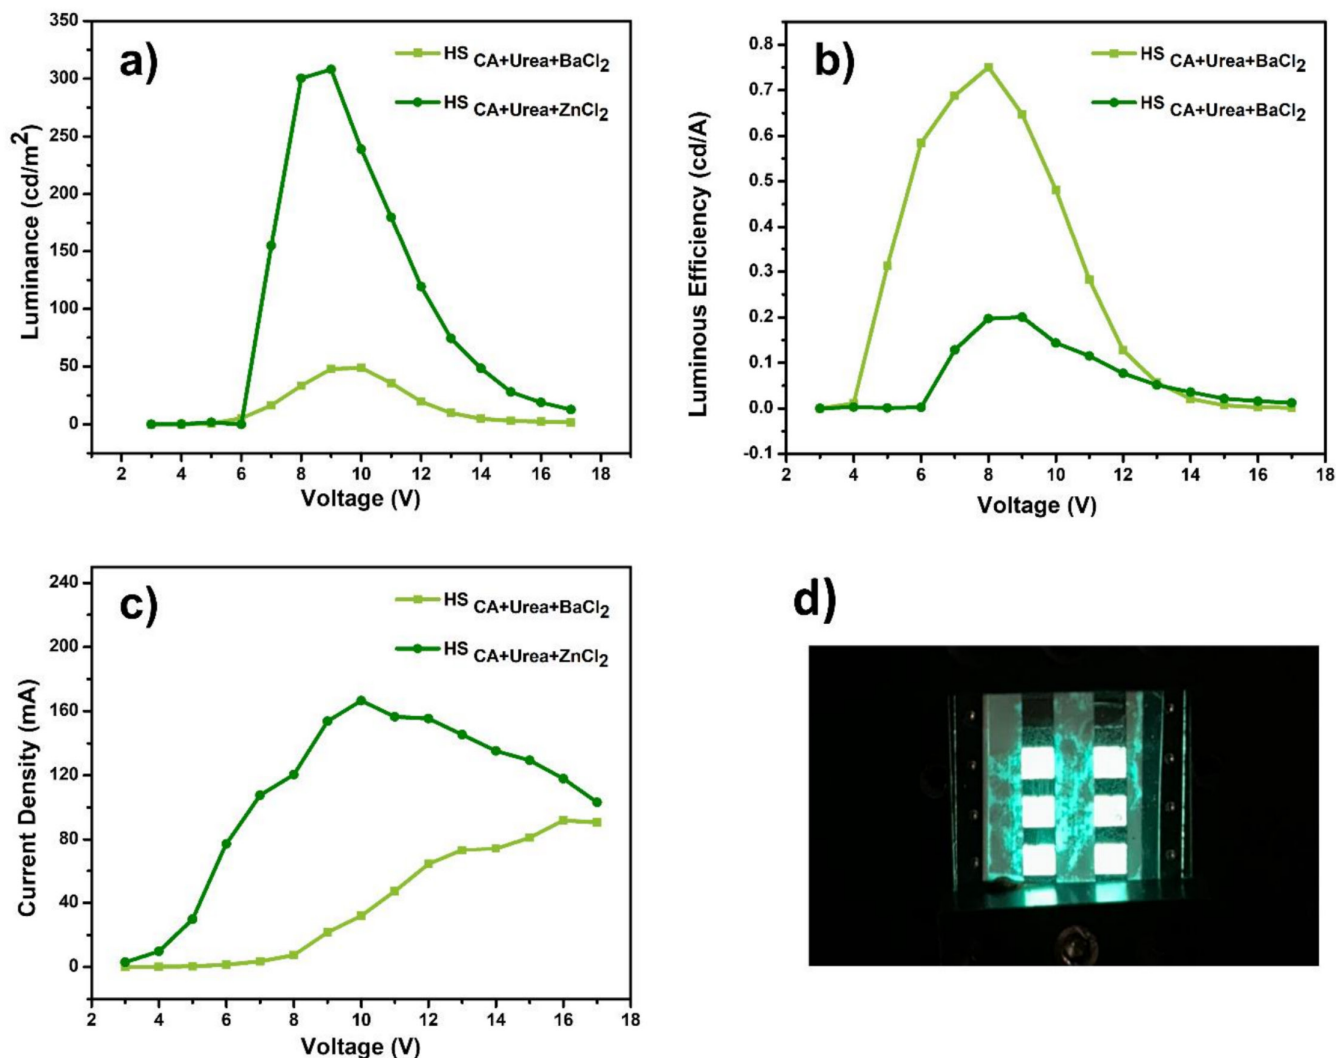 a)
HS CA+Urea+BaCl2
HS CA+Urea+ZnCl2
350
300
250
200
150
100
50
0
Luminance (cd/m2)
2 4 6 8 10 12 14 16 18
Voltage (V)
b)
HS CA+Urea+BaCl2
HS CA+Urea+BaCl2
0.8
0.7
0.6
0.5
0.4
0.3
0.2
0.1
0.0
-0.1
Luminous Efficiency (cd/A)
2 4 6 8 10 12 14 16 18
Voltage (V)
c)
HS CA+Urea+BaCl2
HS CA+Urea+ZnCl2
240
200
160
120
80
40
0
Current Density (mA)
2 4 6 8 10 12 14 16 18
Voltage (V)
d)